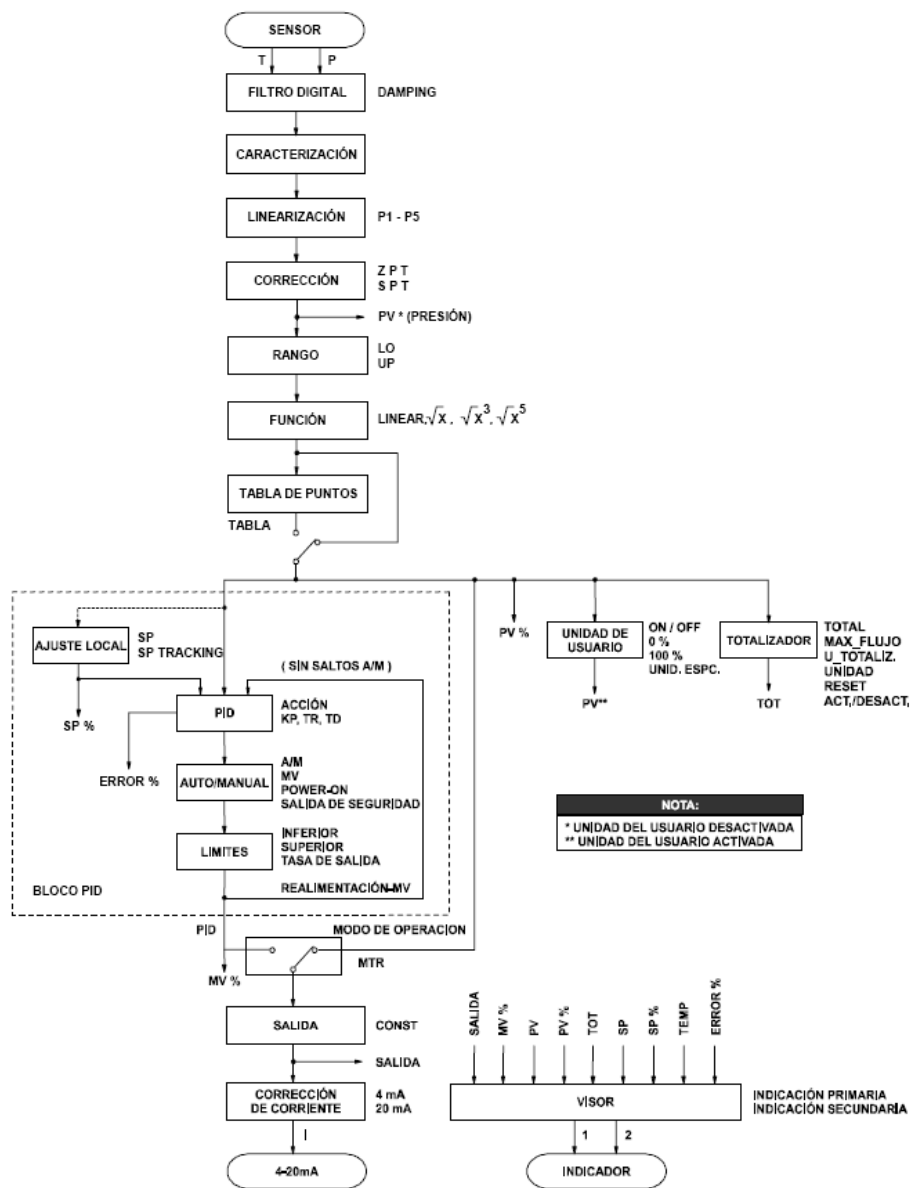 SENSOR
T
P
FILTRO DIGITAL
DAMPING
CARACTERIZACIÓN
LINEARIZACIÓN
P1 - P5
CORRECCIÓN
Z P T
S P T
PV * (PRESIÓN)
RANGO
LO
UP
FUNCIÓN
LINEAR, √x , √x³, √x⁵
TABLA DE PUNTOS
TABLA
AJUSTE LOCAL
SP
SP TRACKING
SP %
( SIN SALTOS A/M )
PID
ACCIÓN
KP, TR, TD
ERROR %
AUTO/MANUAL
A/M
MV
POWER-ON
SALIDA DE SEGURIDAD
LIMITES
INFERIOR
SUPERIOR
TASA DE SALIDA
BLOCO PID
REALIMENTACIÓN-MV
PV %
UNIDAD DE
USUARIO
ON / OFF
0 %
100 %
UNID. ESPC.
PV**
TOTALIZADOR
TOTAL
MAX_FLUJO
U_TOTALIZ.
UNIDAD
RESET
ACT,/DESACT,
TOT
NOTA:
* UNIDAD DEL USUARIO DESACTIVADA
** UNIDAD DEL USUARIO ACTIVADA
PID
MODO DE OPERACION
MTR
MV %
SALIDA
CONST
SALIDA
CORRECCIÓN
DE CORRIENTE
4 mA
20 mA
I
4-20mA
SALIDA
MV %
PV
PV %
TOT
SP
SP %
TEMP
ERROR %
VISOR
INDICACIÓN PRIMARIA
INDICACIÓN SECUNDARÍA
1
2
INDICADOR